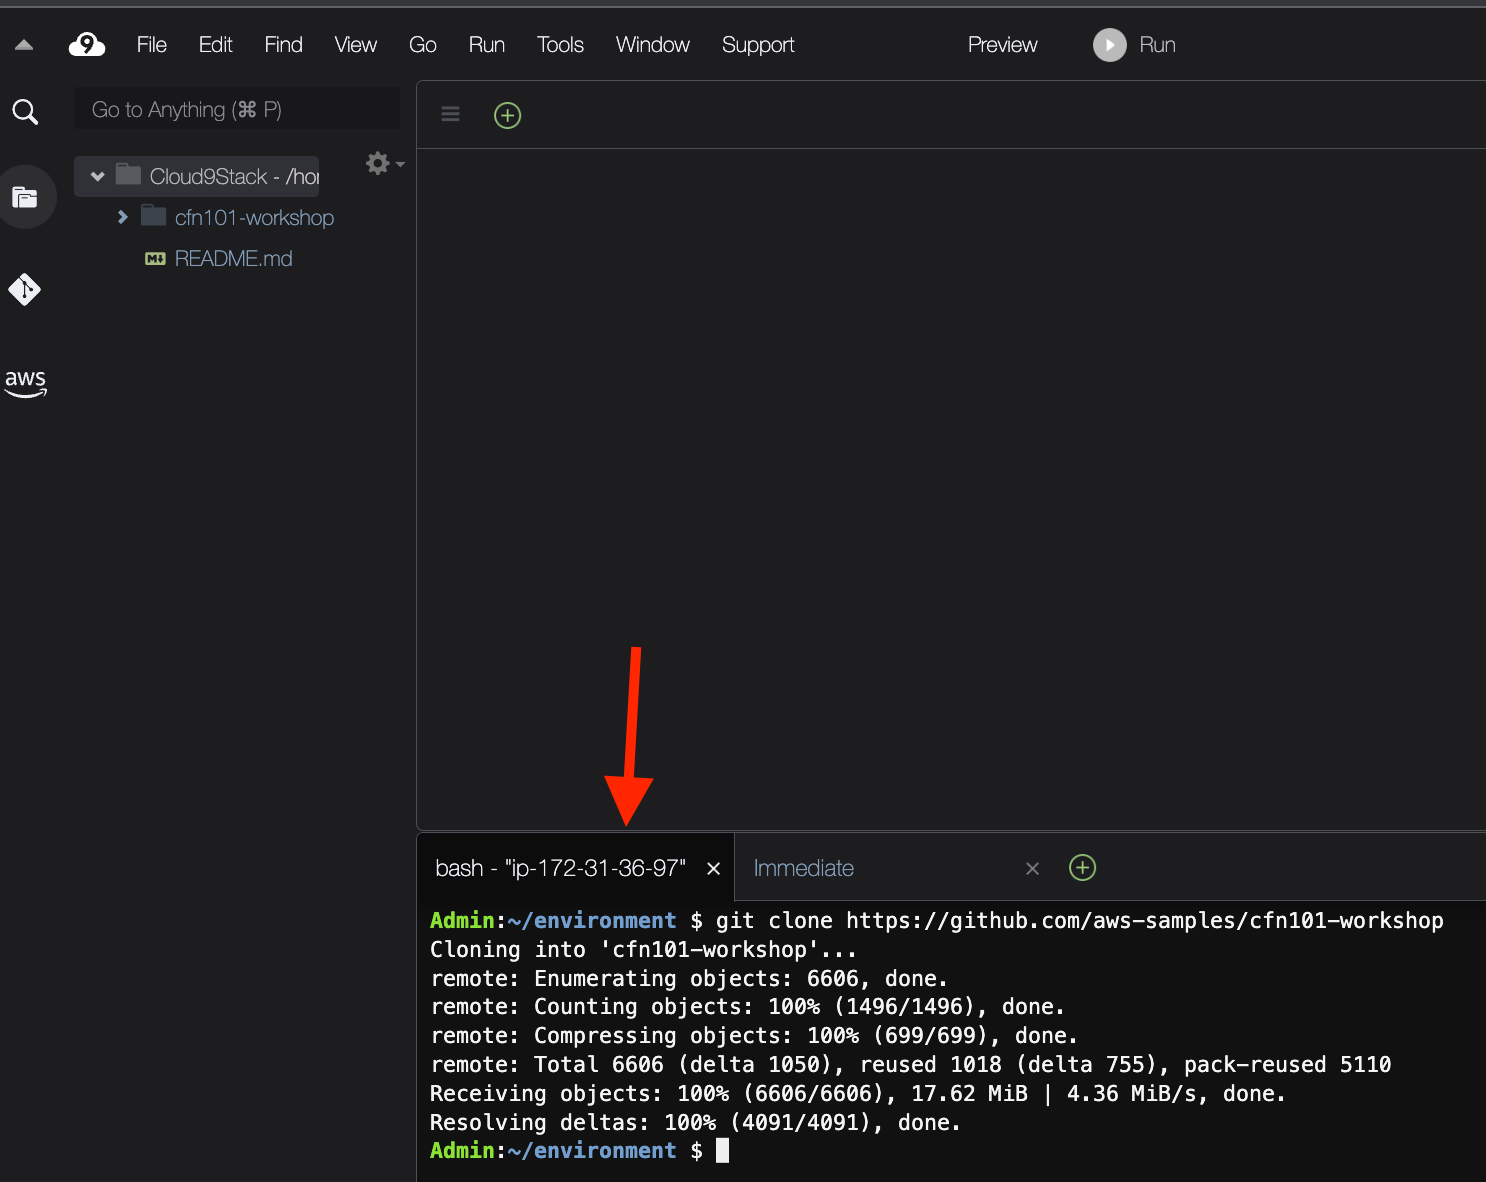 9 File Edit Find View Go Run Tools Window Support Preview Run
Go to Anything (⌘ P)
Cloud9Stack - /hor
cfn101-workshop
M↓ README.md
aws
bash - "ip-172-31-36-97" × Immediate ×
Admin:~/environment $ git clone https://github.com/aws-samples/cfn101-workshop
Cloning into 'cfn101-workshop'...
remote: Enumerating objects: 6606, done.
remote: Counting objects: 100% (1496/1496), done.
remote: Compressing objects: 100% (699/699), done.
remote: Total 6606 (delta 1050), reused 1018 (delta 755), pack-reused 5110
Receiving objects: 100% (6606/6606), 17.62 MiB | 4.36 MiB/s, done.
Resolving deltas: 100% (4091/4091), done.
Admin:~/environment $